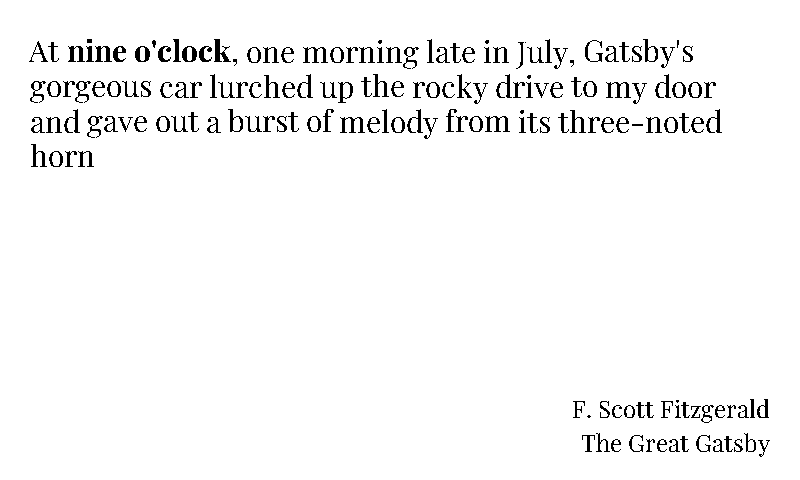 At nine o'clock, one morning late in July, Gatsby's
gorgeous car lurched up the rocky drive to my door
and gave out a burst of melody from its three-noted
horn
F. Scott Fitzgerald
The Great Gatsby